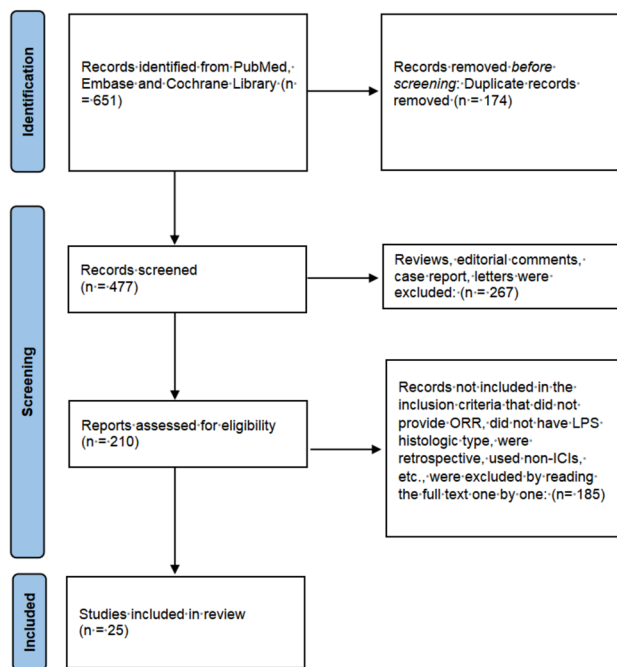 Identification
Records identified from PubMed,
Embase and Cochrane Library (n
= 651)
Records removed before
screening: Duplicate records
removed (n = 174)
Screening
Records screened
(n = 477)
Reviews, editorial comments,
case report, letters were
excluded: (n = 267)
Reports assessed for eligibility
(n = 210)
Records not included in the
inclusion criteria that did not
provide ORR, did not have LPS
histologic type, were
retrospective, used non-ICIs,
etc., were excluded by reading
the full text one by one: (n= 185)
Included
Studies included in review
(n = 25)